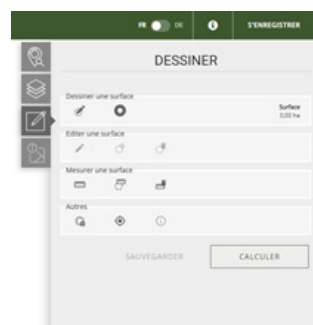 FR DE S'ENREGISTRER
DESSINER
Dessiner une surface
Surface
0,00 ha
Editer une surface
Mesurer une surface
Autres
SAUVEGARDER CALCULER